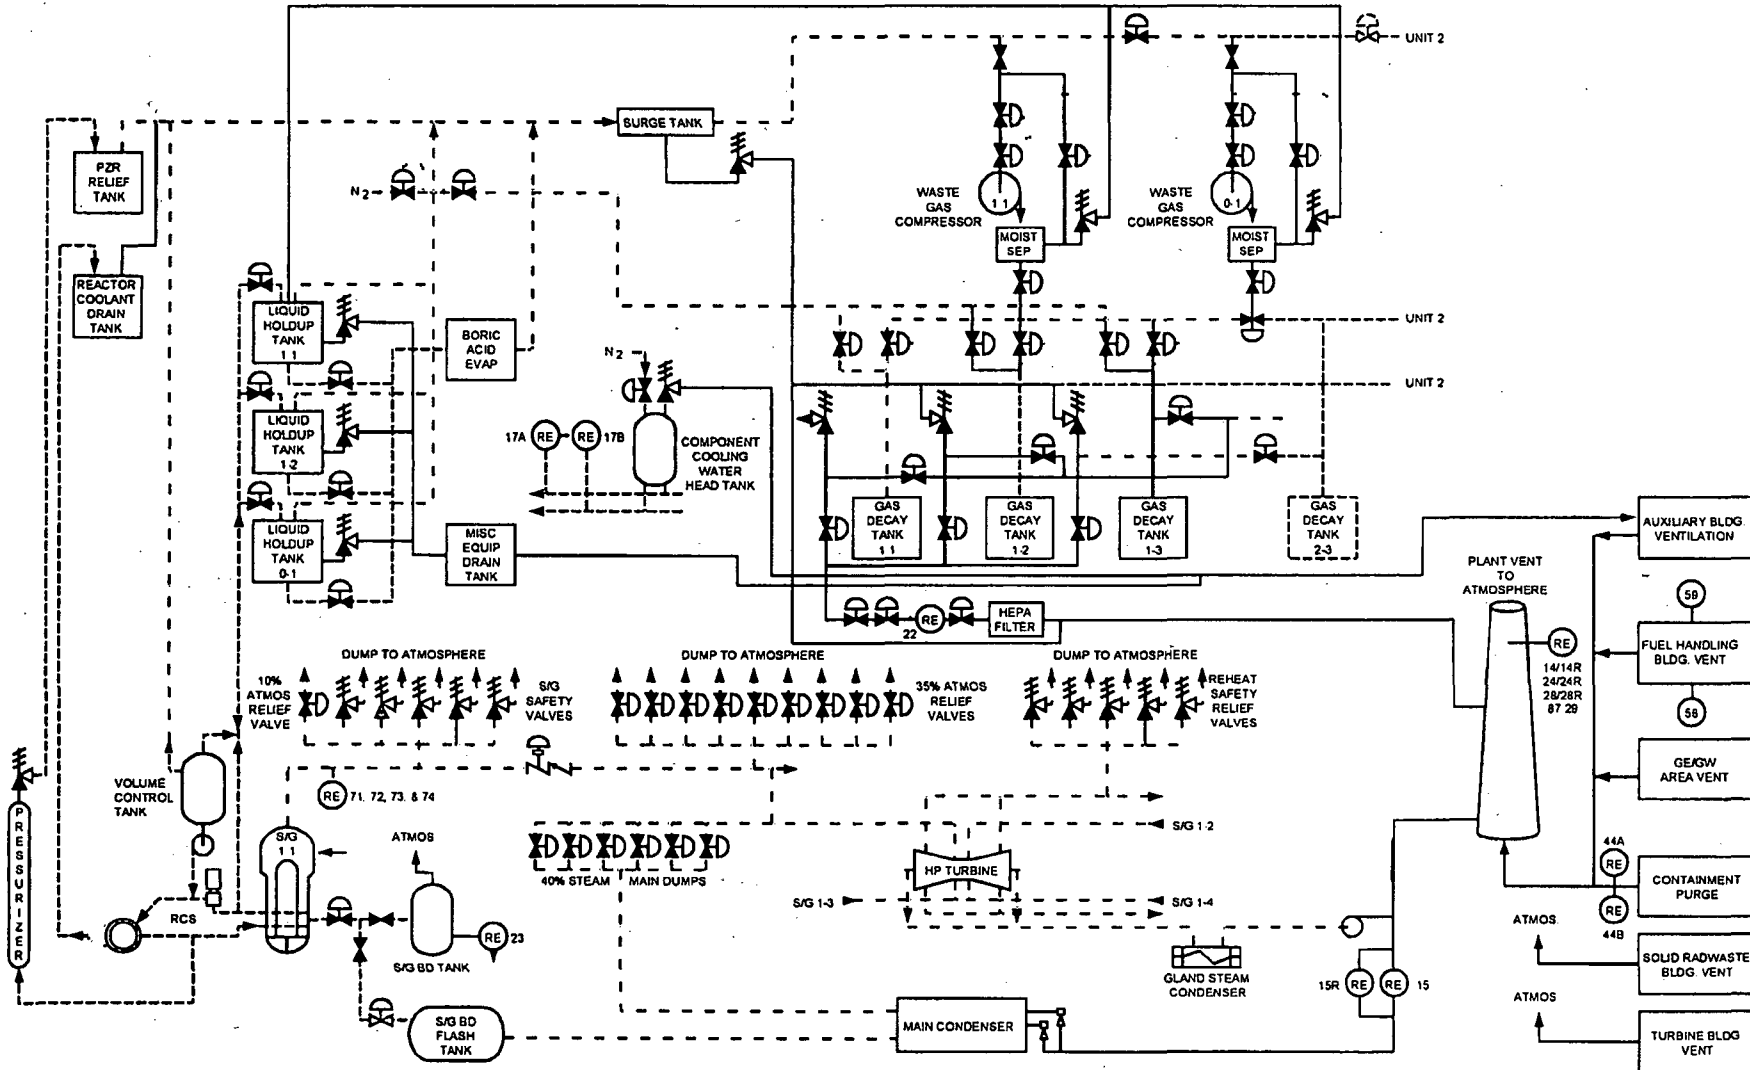 UNIT 2
SURGE TANK
PZR
RELIEF
TANK
N2
WASTE
GAS
COMPRESSOR
1 1
WASTE
GAS
COMPRESSOR
0-1
MOIST
SEP
MOIST
SEP
REACTOR
COOLANT
DRAIN
TANK
LIQUID
HOLDUP
TANK
1 1
BORIC
ACID
EVAP
UNIT 2
N2
UNIT 2
LIQUID
HOLDUP
TANK
1-2
17A
RE
RE
17B
COMPONENT
COOLING
WATER
HEAD TANK
LIQUID
HOLDUP
TANK
0-1
MISC
EQUIP
DRAIN
TANK
GAS
DECAY
TANK
1 1
GAS
DECAY
TANK
1-2
GAS
DECAY
TANK
1-3
GAS
DECAY
TANK
2-3
AUXILIARY BLDG.
VENTILATION
PLANT VENT
TO
ATMOSPHERE
RE
22
HEPA
FILTER
59
FUEL HANDLING
BLDG. VENT
58
RE
14/14R
24/24R
28/28R
87 29
DUMP TO ATMOSPHERE
DUMP TO ATMOSPHERE
DUMP TO ATMOSPHERE
10%
ATMOS
RELIEF
VALVE
S/G
SAFETY
VALVES
35% ATMOS
RELIEF
VALVES
REHEAT
SAFETY
RELIEF
VALVES
GE/GW
AREA VENT
VOLUME
CONTROL
TANK
RE
71, 72, 73, & 74
PRESSURIZER
S/G
1 1
ATMOS
S/G 1-2
40% STEAM
MAIN DUMPS
HP TURBINE
S/G 1-3
S/G 1-4
44A
RE
RE
44B
CONTAINMENT
PURGE
RCS
RE
23
S/G BD TANK
GLAND STEAM
CONDENSER
15R
RE
RE
15
ATMOS
SOLID RADWASTE
BLDG. VENT
ATMOS
TURBINE BLDG
VENT
S/G BD
FLASH
TANK
MAIN CONDENSER